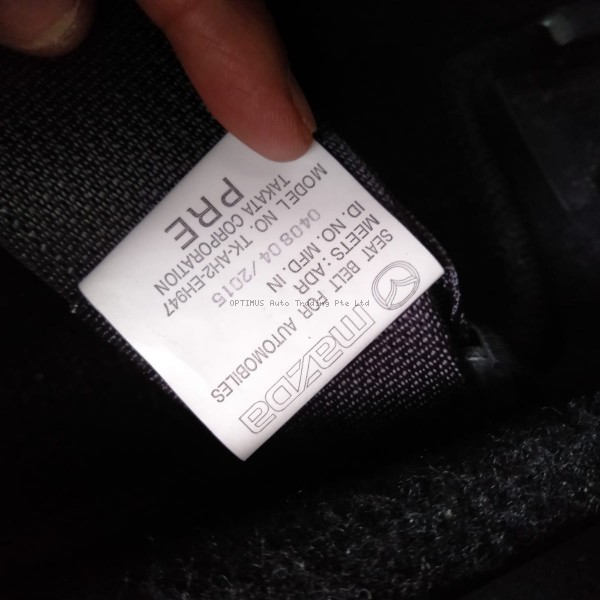 mazda
SEAT BELT FOR AUTOMOBILES
MEETS : ADR
ID. NO. MFD. IN
0408 04/2015
PRE
TAKATA CORPORATION
MODEL NO. TK-AH2-EH947
OPTIMUS Auto Trading Pte Ltd